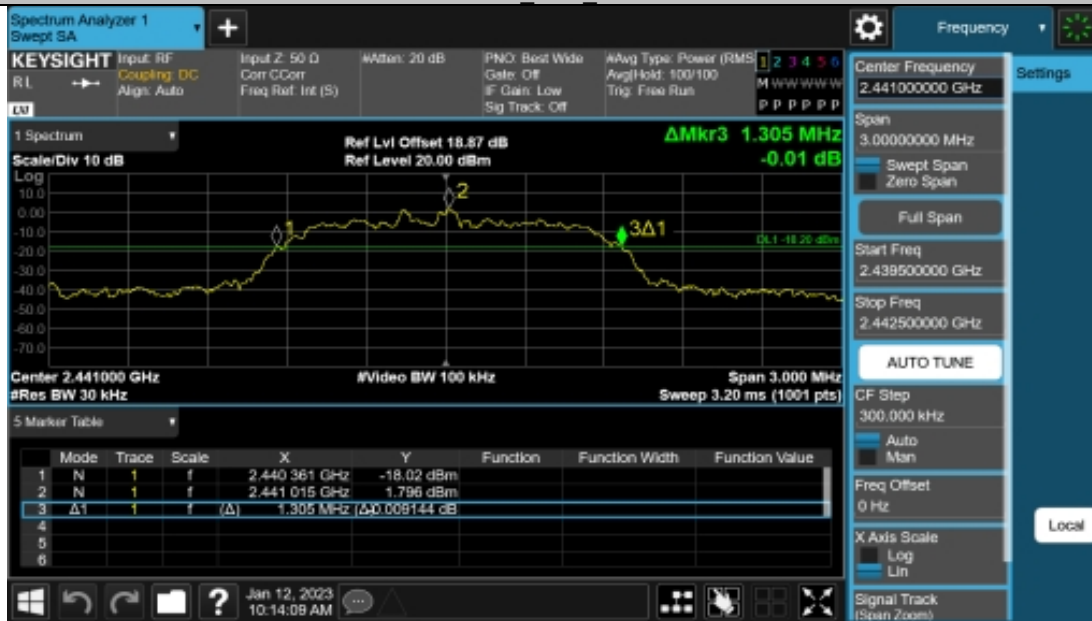 Spectrum Analyzer 1
Swept SA
+
Frequency
KEYSIGHT
RL
LXI
Input: RF
Coupling: DC
Align: Auto
Input Z: 50 Ω
Corr CCorr
Freq Ref: Int (S)
#Atten: 20 dB
PNO: Best Wide
Gate: Off
IF Gain: Low
Sig Track: Off
#Avg Type: Power (RMS
Avg|Hold: 100/100
Trig: Free Run
1 2 3 4 5 6
M W W W W W
P P P P P P
1 Spectrum
Scale/Div 10 dB
Ref Lvl Offset 18.87 dB
Ref Level 20.00 dBm
ΔMkr3 1.305 MHz
-0.01 dB
Log
10.0
0.00
-10.0
-20.0
-30.0
-40.0
-50.0
-60.0
-70.0
1
2
3Δ1
DL1 -18.20 dBm
Center 2.441000 GHz
#Res BW 30 kHz
#Video BW 100 kHz
Span 3.000 MHz
Sweep 3.20 ms (1001 pts)
5 Marker Table
Mode Trace Scale X Y Function Function Width Function Value
1 N 1 f 2.440 361 GHz -18.02 dBm
2 N 1 f 2.441 015 GHz 1.796 dBm
3 Δ1 1 f (Δ) 1.305 MHz (Δ)-0.009144 dB
4
5
6
?
Jan 12, 2023
10:14:09 AM
Center Frequency
2.441000000 GHz
Span
3.00000000 MHz
Swept Span
Zero Span
Full Span
Start Freq
2.439500000 GHz
Stop Freq
2.442500000 GHz
AUTO TUNE
CF Step
300.000 kHz
Auto
Man
Freq Offset
0 Hz
X Axis Scale
Log
Lin
Signal Track
(Span Zoom)
Settings
Local